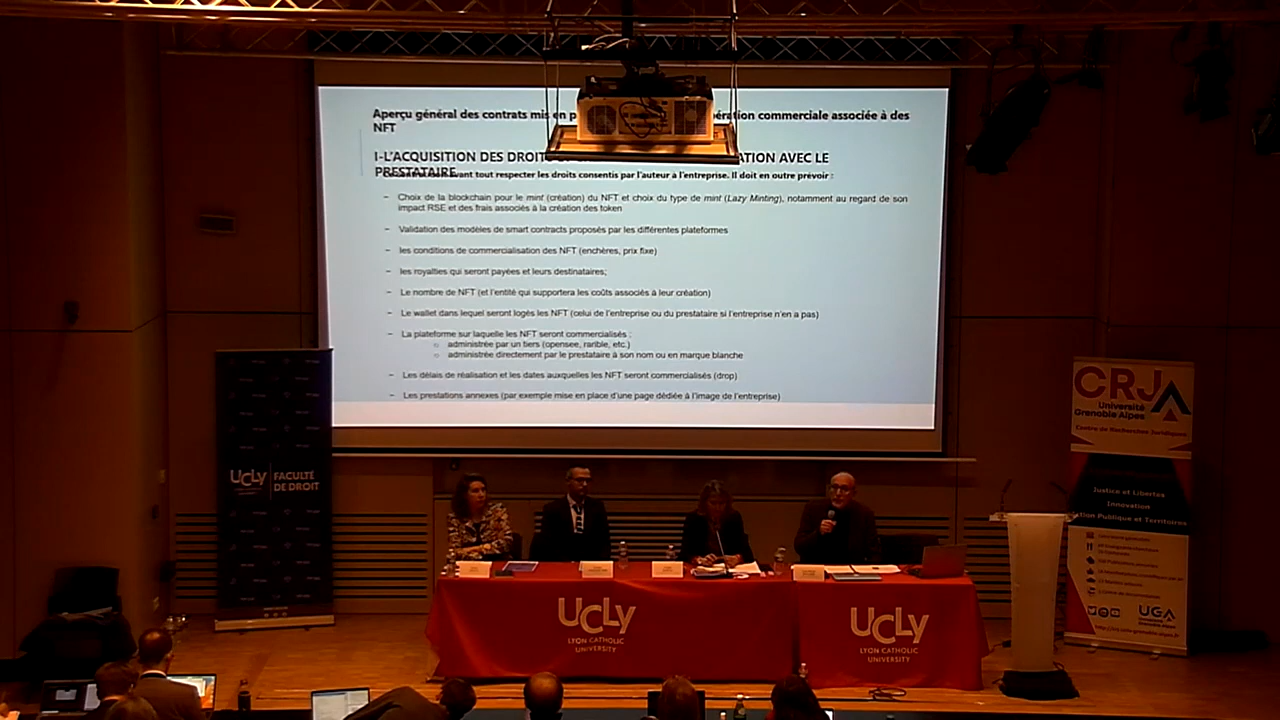 Aperçu général des contrats mis en p ération commerciale associée à des
NFT
I-L'ACQUISITION DES DROIT ATION AVEC LE
PRESTATAIRE
avant tout respecter les droits consentis par l'auteur à l'entreprise. Il doit en outre prévoir :
– Choix de la blockchain pour le mint (création) du NFT et choix du type de mint (Lazy Minting), notamment au regard de son
impact RSE et des frais associés à la création des token
– Validation des modèles de smart contracts proposés par les différentes plateformes
– les conditions de commercialisation des NFT (enchères, prix fixe)
– les royalties qui seront payées et leurs destinataires;
– Le nombre de NFT (et l'entité qui supportera les coûts associés à leur création)
– Le wallet dans lequel seront logés les NFT (celui de l'entreprise ou du prestataire si l'entreprise n'en a pas)
– La plateforme sur laquelle les NFT seront commercialisés :
o administrée par un tiers (opensee, rarible, etc.)
o administrée directement par le prestataire à son nom ou en marque blanche
– Les délais de réalisation et les dates auxquelles les NFT seront commercialisés (drop)
– Les prestations annexes (par exemple mise en place d'une page dédiée à l'image de l'entreprise)
UCLy FACULTÉ
DE DROIT
CRJ
Université
Grenoble Alpes
Centre de Recherches Juridiques
Justice et Libertés
Innovation
Action Publique et Territoires
UGA
UCLy
LYON CATHOLIC
UNIVERSITY
UCLy
LYON CATHOLIC
UNIVERSITY